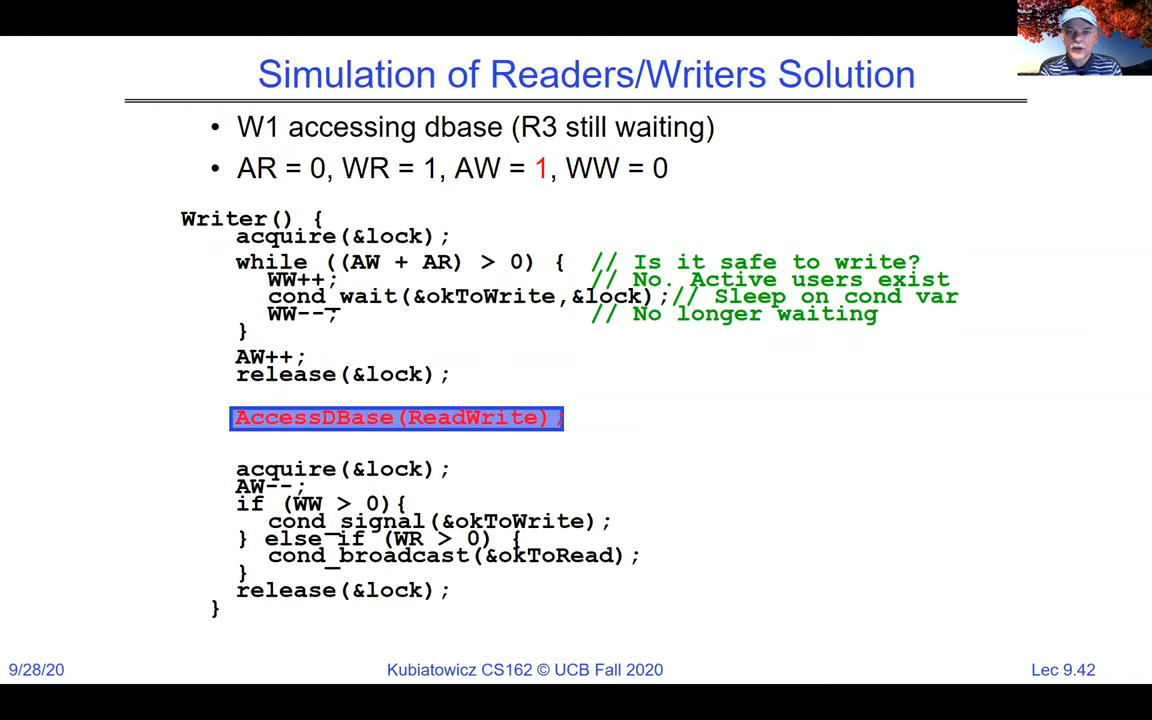 Simulation of Readers/Writers Solution
• W1 accessing dbase (R3 still waiting)
• AR = 0, WR = 1, AW = 1, WW = 0
Writer() {
acquire(&lock);
while ((AW + AR) > 0) { // Is it safe to write?
WW++; // No. Active users exist
cond_wait(&okToWrite,&lock);// Sleep on cond var
WW--; // No longer waiting
}
AW++;
release(&lock);
AccessDBase(ReadWrite);
acquire(&lock);
AW--;
if (WW > 0){
cond_signal(&okToWrite);
} else if (WR > 0) {
cond_broadcast(&okToRead);
}
release(&lock);
}
9/28/20 Kubiatowicz CS162 © UCB Fall 2020 Lec 9.42